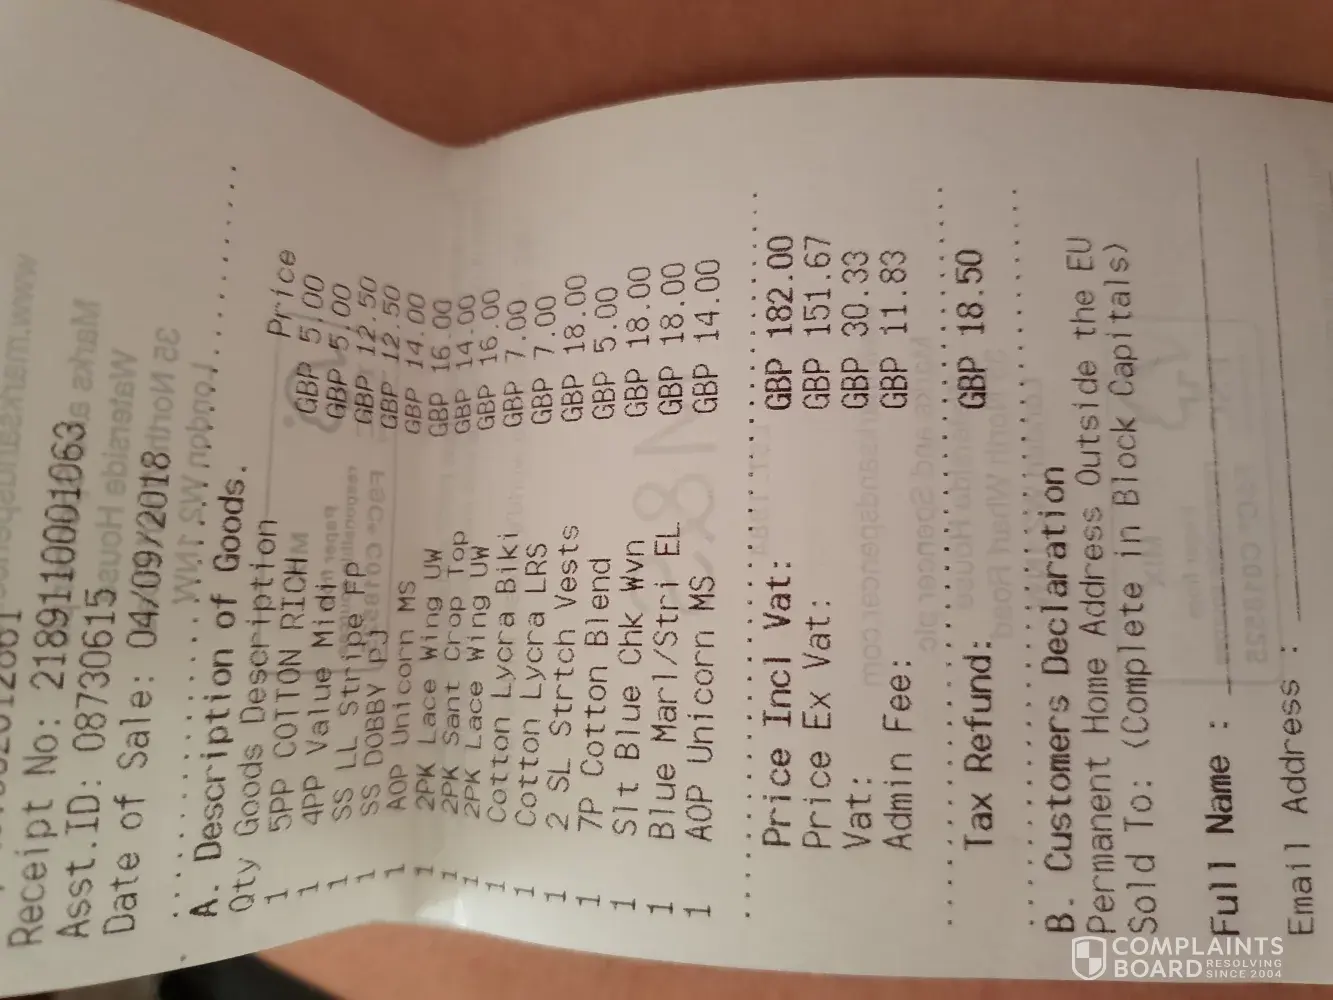 Receipt No: 218911000001063
Asst.ID: 08730615
Date of Sale: 04/09/2018
A. Description of Goods.
Qty Goods Description Price
1 5PP COTTON RICH GBP 5.00
1 4PP Value Midi GBP 5.00
1 SS LL Stripe FP GBP 12.50
1 SS DOBBY PJ GBP 12.50
1 AOP Unicorn MS GBP 14.00
1 2PK Lace Wing UW GBP 16.00
1 2PK Sant Crop Top GBP 14.00
1 2PK Lace Wing UW GBP 16.00
1 Cotton Lycra Biki GBP 7.00
1 Cotton Lycra LRS GBP 7.00
1 2 SL Strtch Vests GBP 18.00
1 7P Cotton Blend GBP 5.00
1 Slt Blue Chk Wvn GBP 18.00
1 Blue Marl/Stri EL GBP 18.00
1 AOP Unicorn MS GBP 14.00
Price Incl Vat: GBP 182.00
Price Ex Vat: GBP 151.67
Vat: GBP 30.33
Admin Fee: GBP 11.83
Tax Refund: GBP 18.50
B. Customers Declaration
Permanent Home Address Outside the EU
Sold To: (Complete in Block Capitals)
Full Name :
Email Address :
COMPLAINTS
BOARD RESOLVING
SINCE 2004